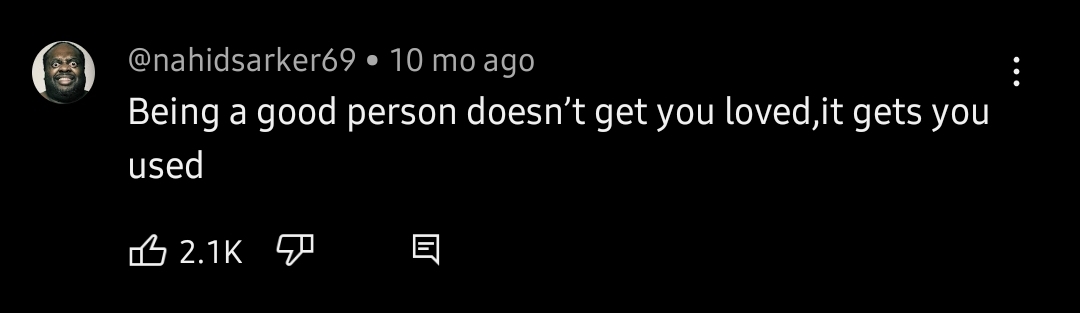 @nahidsarker69 • 10 mo ago
Being a good person doesn’t get you loved,it gets you
used
2.1K